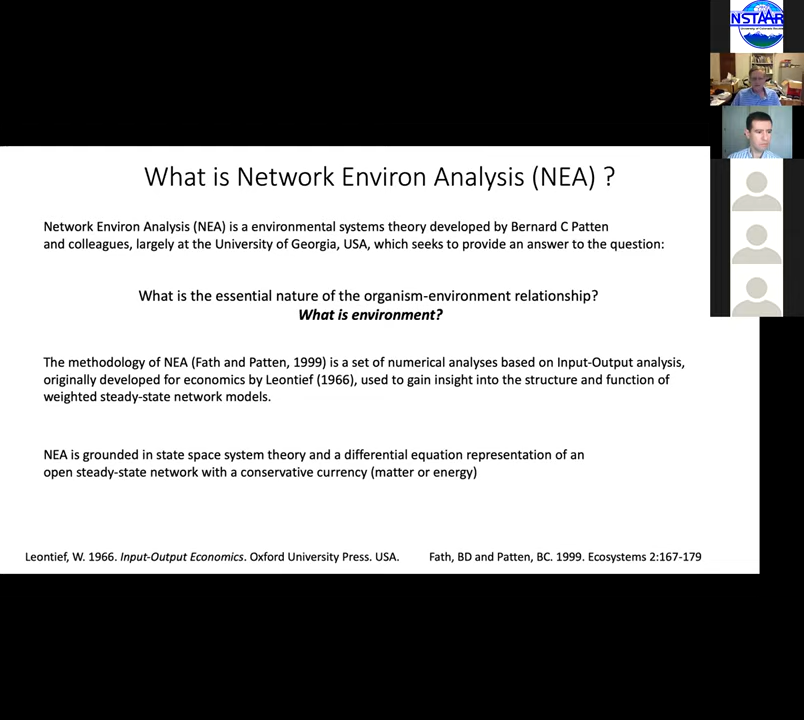 NSTAAR
What is Network Environ Analysis (NEA) ?
Network Environ Analysis (NEA) is a environmental systems theory developed by Bernard C Patten
and colleagues, largely at the University of Georgia, USA, which seeks to provide an answer to the question:
What is the essential nature of the organism-environment relationship?
What is environment?
The methodology of NEA (Fath and Patten, 1999) is a set of numerical analyses based on Input-Output analysis,
originally developed for economics by Leontief (1966), used to gain insight into the structure and function of
weighted steady-state network models.
NEA is grounded in state space system theory and a differential equation representation of an
open steady-state network with a conservative currency (matter or energy)
Leontief, W. 1966. Input-Output Economics. Oxford University Press. USA.
Fath, BD and Patten, BC. 1999. Ecosystems 2:167-179